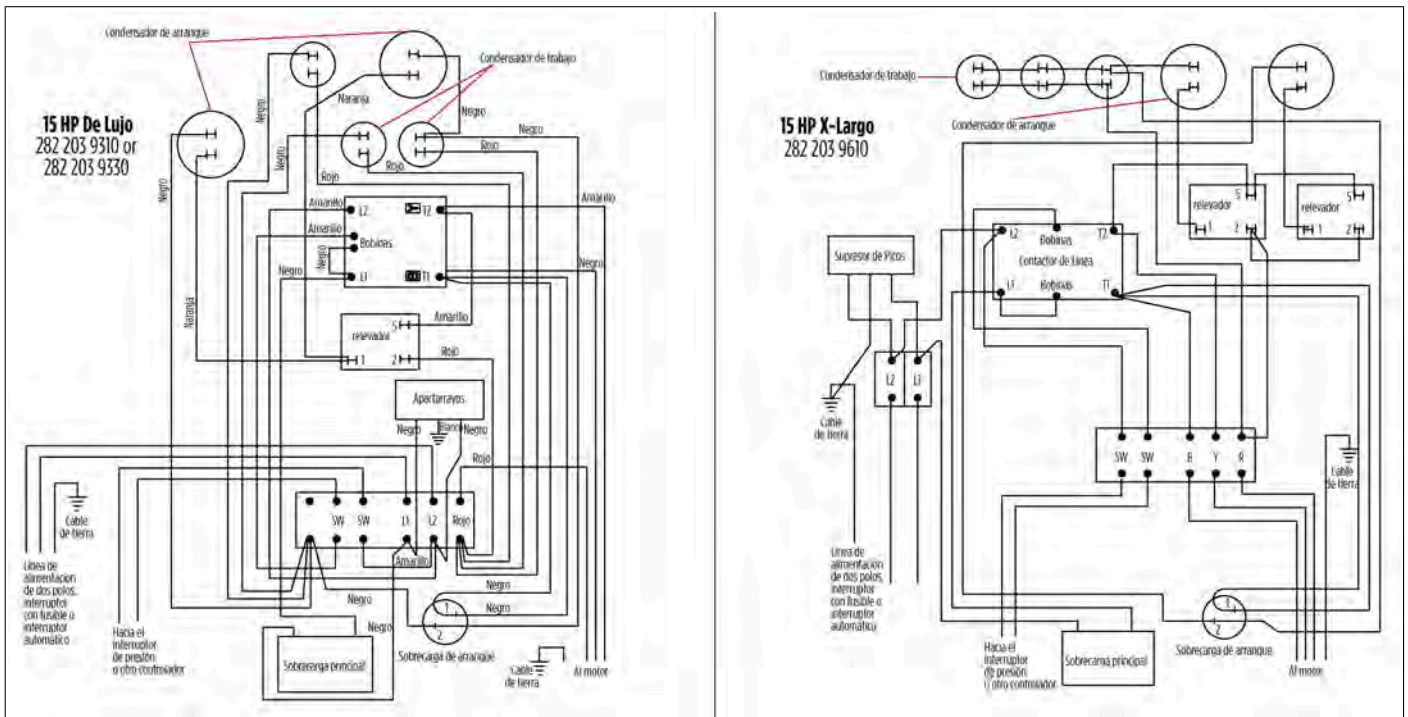 Condensador de arranque
Condensador de trabajo
15 HP De Lujo
282 203 9310 or
282 203 9330
Naranja
Negro
Negro
Negro
Rojo
Negro
Rojo
Negro
Rojo
Negro
Amarillo
L2
T2
Amarillo
Amarillo
Bobinas
Negro
Negro
L1
T1
Naranja
Amarillo
5
relevador
1
2
Rojo
Apartarrayos
Negro
Blanco
Negro
Rojo
SW
SW
L1
L2
Rojo
Cable
de tierra
Amarillo
Línea de
alimentación
de dos polos,
interruptor
con fusible o
interruptor
automático
Negro
Negro
Negro
Negro
Negro
1
2
Hacia el
interruptor
de presión
o otro controlador
Sobrecarga principal
Sobrecarga de arranque
Cable
de tierra
Al motor
Condensador de trabajo
Condensador de arranque
15 HP X-Largo
282 203 9610
relevador
5
1
2
relevador
5
1
2
L2
Bobinas
T2
Contactor de Línea
L1
Bobinas
T1
Supresor de Picos
L2
L1
Cable
de tierra
SW
SW
B
Y
R
Cable
de tierra
Línea de
alimentación
de dos polos,
interruptor
con fusible o
interruptor
automático
1
2
Hacia el
interruptor
de presión
u otro controlador
Sobrecarga principal
Sobrecarga de arranque
Al motor